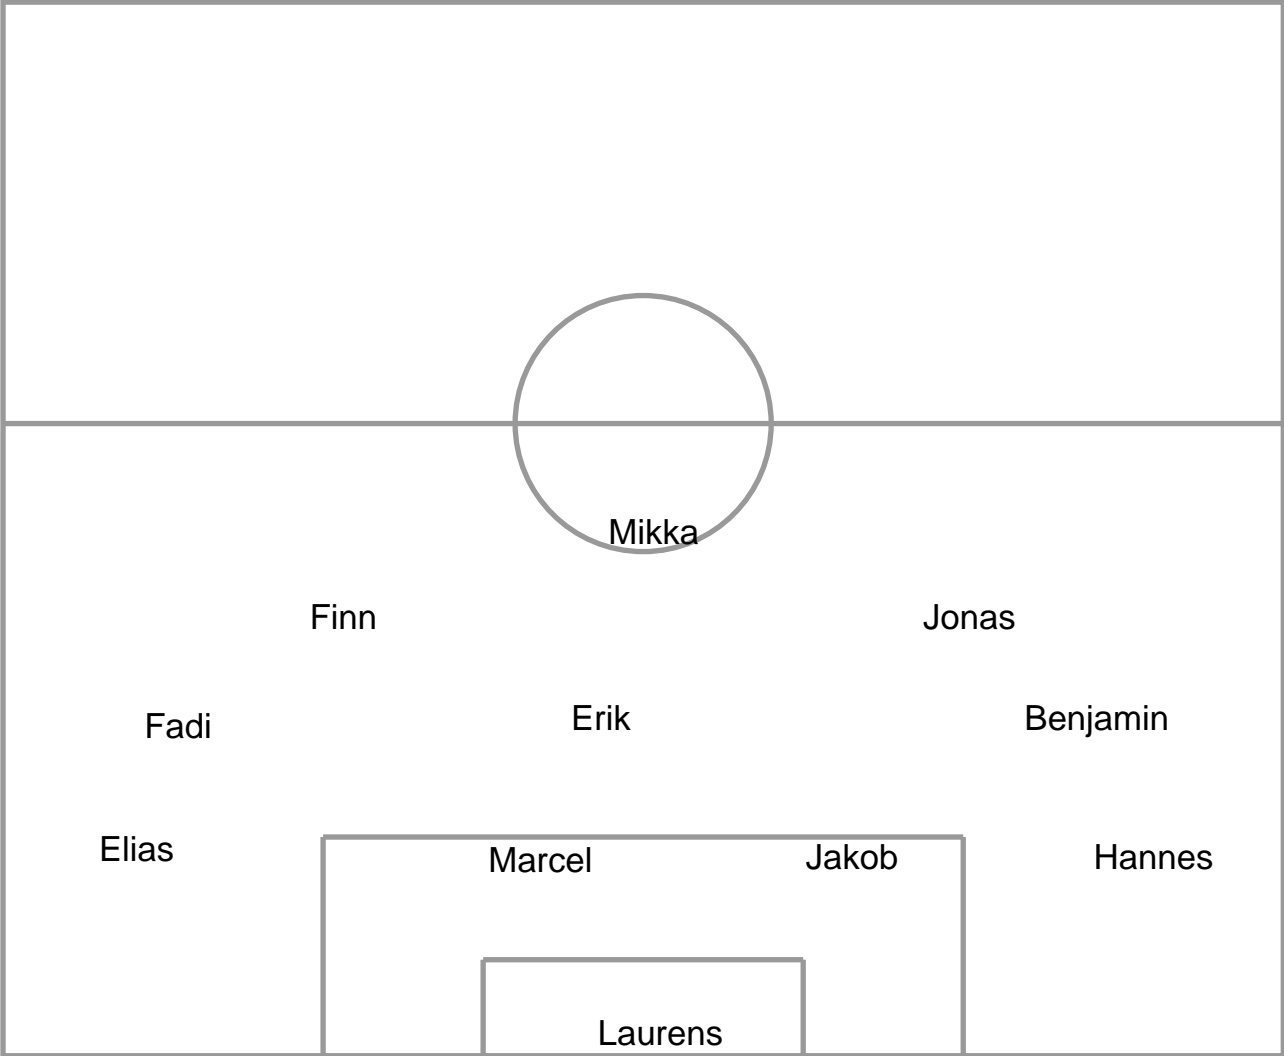 Mikka
Finn Jonas
Fadi Erik Benjamin
Elias Marcel Jakob Hannes
Laurens